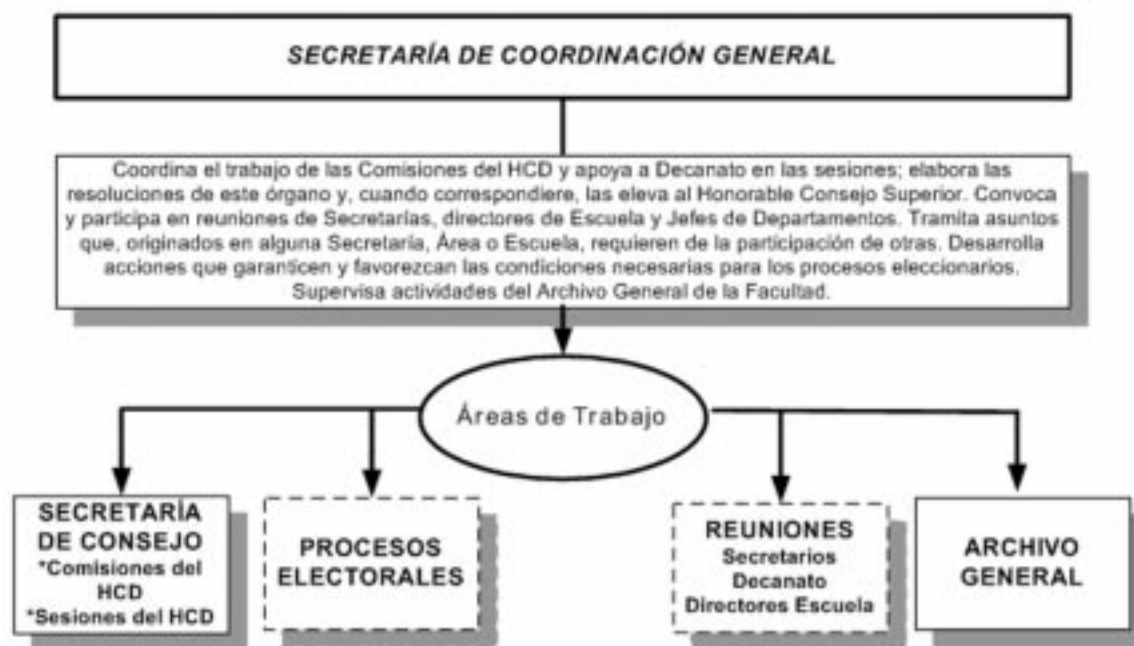 SECRETARÍA DE COORDINACIÓN GENERAL
Coordina el trabajo de las Comisiones del HCD y apoya a Decanato en las sesiones; elabora las
resoluciones de este órgano y, cuando correspondiere, las eleva al Honorable Consejo Superior. Convoca
y participa en reuniones de Secretarías, directores de Escuela y Jefes de Departamentos. Tramita asuntos
que, originados en alguna Secretaría, Área o Escuela, requieren de la participación de otras. Desarrolla
acciones que garanticen y favorezcan las condiciones necesarias para los procesos eleccionarios.
Supervisa actividades del Archivo General de la Facultad.
Áreas de Trabajo
SECRETARÍA
DE CONSEJO
*Comisiones del
HCD
*Sesiones del HCD
PROCESOS
ELECTORALES
REUNIONES
Secretarios
Decanato
Directores Escuela
ARCHIVO
GENERAL